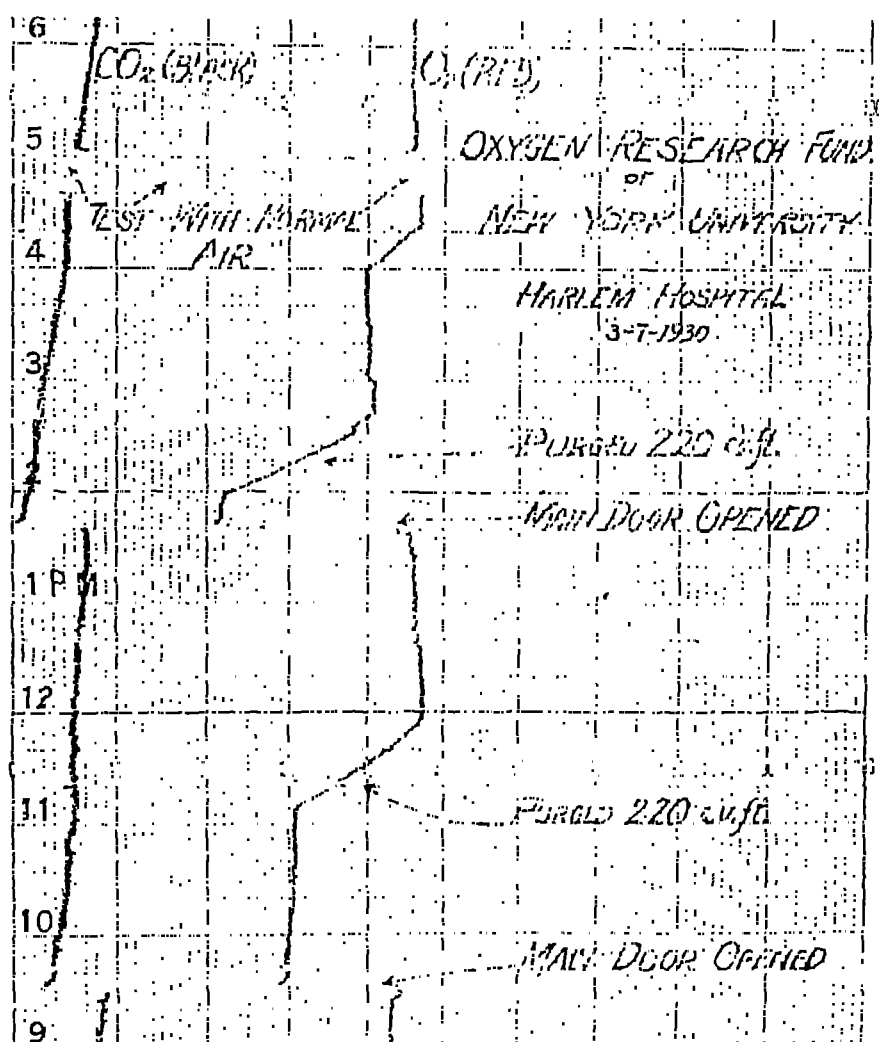 6
CO₂ (BLACK) O₂ (RED)
5
OXYGEN RESEARCH FUND
OF
TEST WITH NORMAL NEW YORK UNIVERSITY
AIR
4
HARLEM HOSPITAL
3-7-1930
3
PURGED 220 cu.ft.
MAIN DOOR OPENED
1 P.M
12
11
PURGED 220 cu.ft.
10
MAIN DOOR OPENED
9